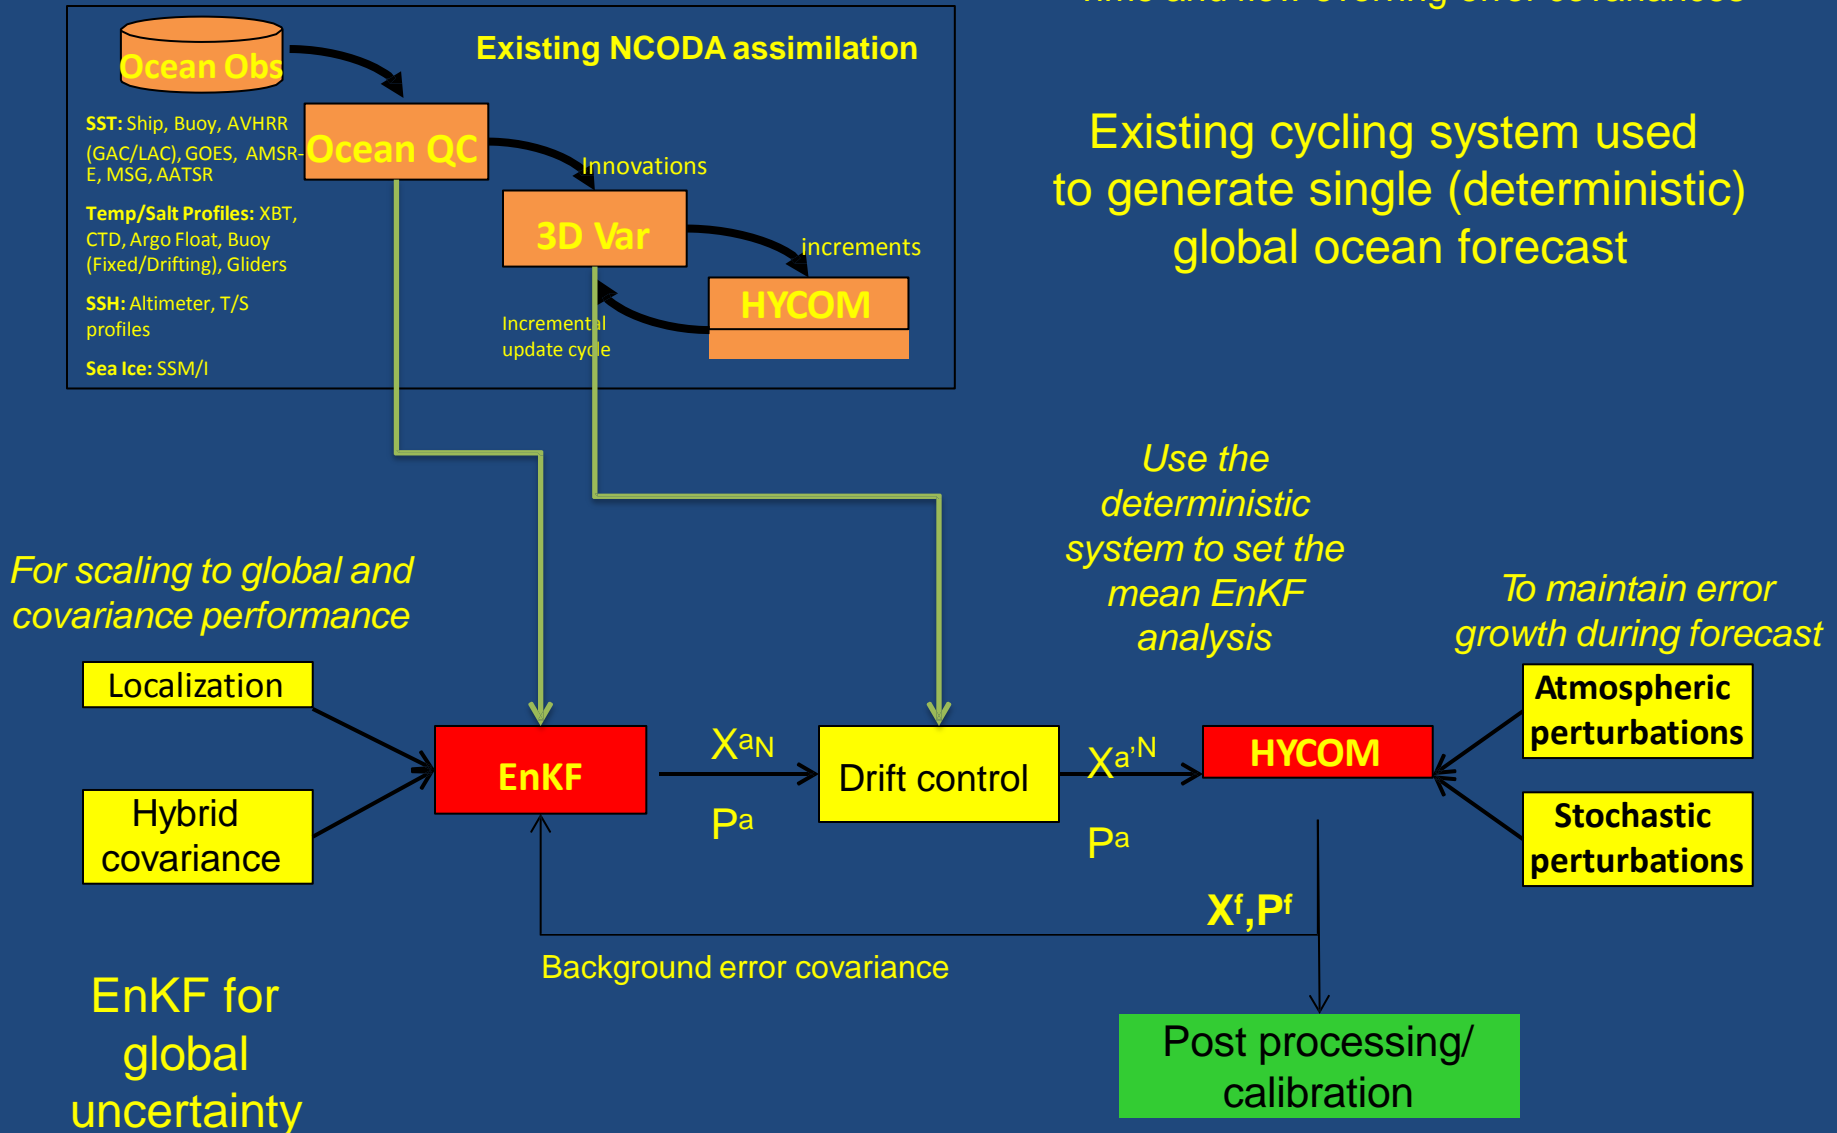 Existing NCODA assimilation
Ocean Obs
SST: Ship, Buoy, AVHRR
(GAC/LAC), GOES, AMSR-
E, MSG, AATSR
Temp/Salt Profiles: XBT,
CTD, Argo Float, Buoy
(Fixed/Drifting), Gliders
SSH: Altimeter, T/S
profiles
Sea Ice: SSM/I
Ocean QC
Innovations
3D Var
increments
HYCOM
Incremental
update cycle
Existing cycling system used
to generate single (deterministic)
global ocean forecast
Use the
deterministic
system to set the
mean EnKF
analysis
For scaling to global and
covariance performance
To maintain error
growth during forecast
Localization
Hybrid
covariance
EnKF
XaN
Pa
Drift control
Xa'N
Pa
HYCOM
Atmospheric
perturbations
Stochastic
perturbations
Xf,Pf
Background error covariance
EnKF for
global
uncertainty
Post processing/
calibration